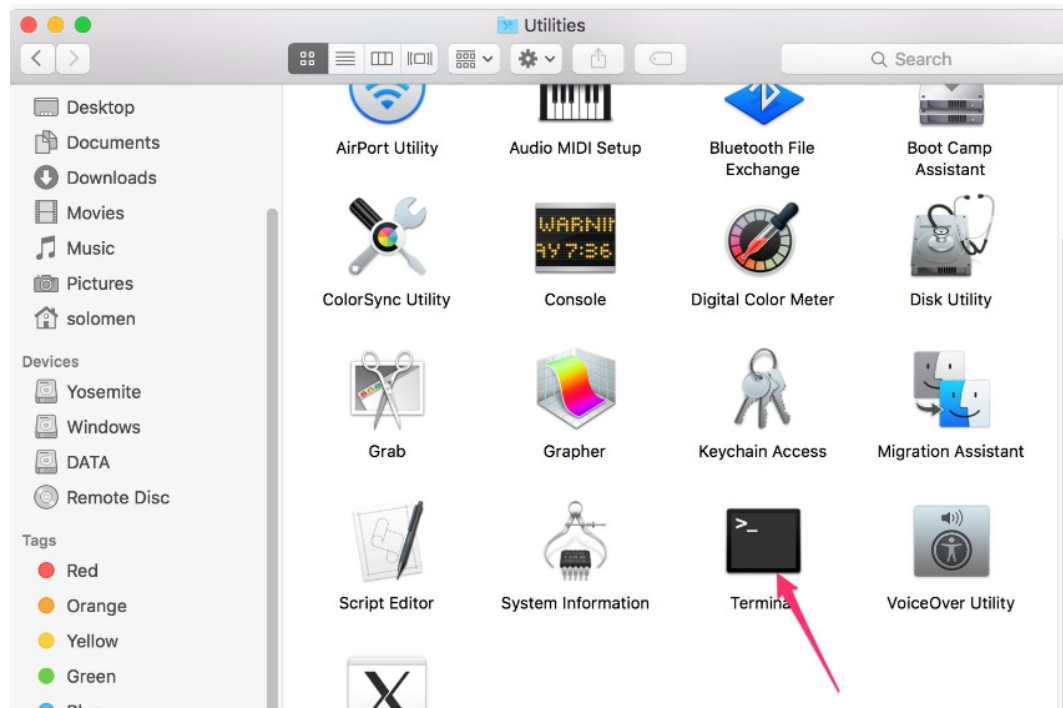 Utilities
Search
Desktop
Documents
Downloads
Movies
Music
Pictures
solomen
Devices
Yosemite
Windows
DATA
Remote Disc
Tags
Red
Orange
Yellow
Green
AirPort Utility
Audio MIDI Setup
Bluetooth File
Exchange
Boot Camp
Assistant
WARNIN
AY 7:36
ColorSync Utility
Console
Digital Color Meter
Disk Utility
Grab
Grapher
Keychain Access
Migration Assistant
Script Editor
System Information
>_
Terminal
VoiceOver Utility
X